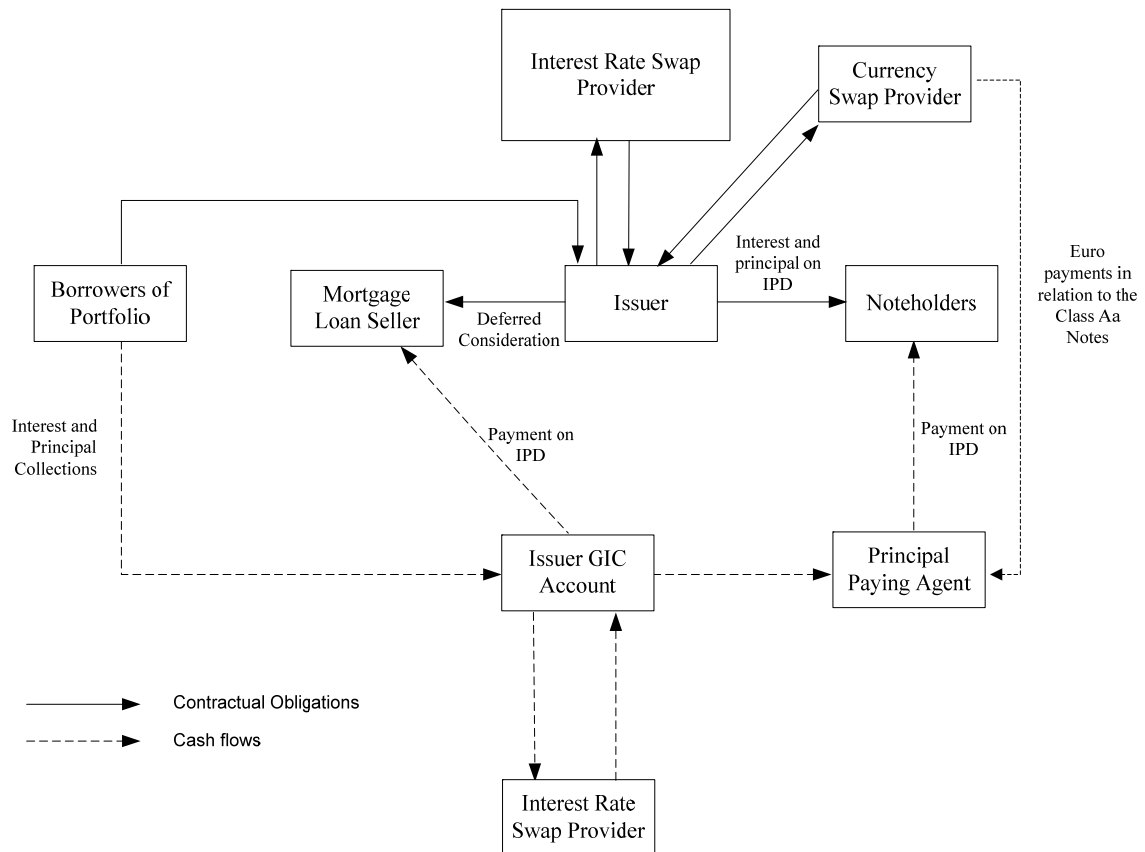 Interest Rate Swap
Provider
Currency
Swap Provider
Interest and
principal on
IPD
Euro
payments in
relation to the
Class Aa
Notes
Borrowers of
Portfolio
Mortgage
Loan Seller
Deferred
Consideration
Issuer
Noteholders
Interest and
Principal
Collections
Payment on
IPD
Payment on
IPD
Issuer GIC
Account
Principal
Paying Agent
Contractual Obligations
Cash flows
Interest Rate
Swap Provider